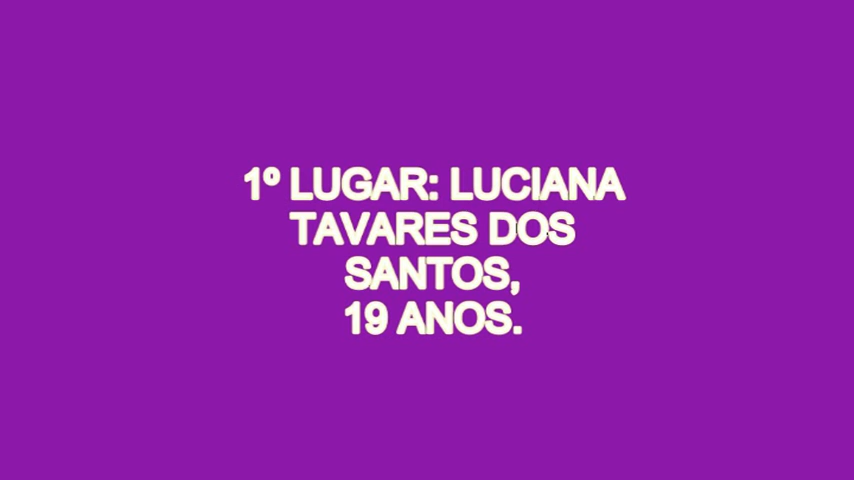 1º LUGAR: LUCIANA
TAVARES DOS
SANTOS,
19 ANOS.